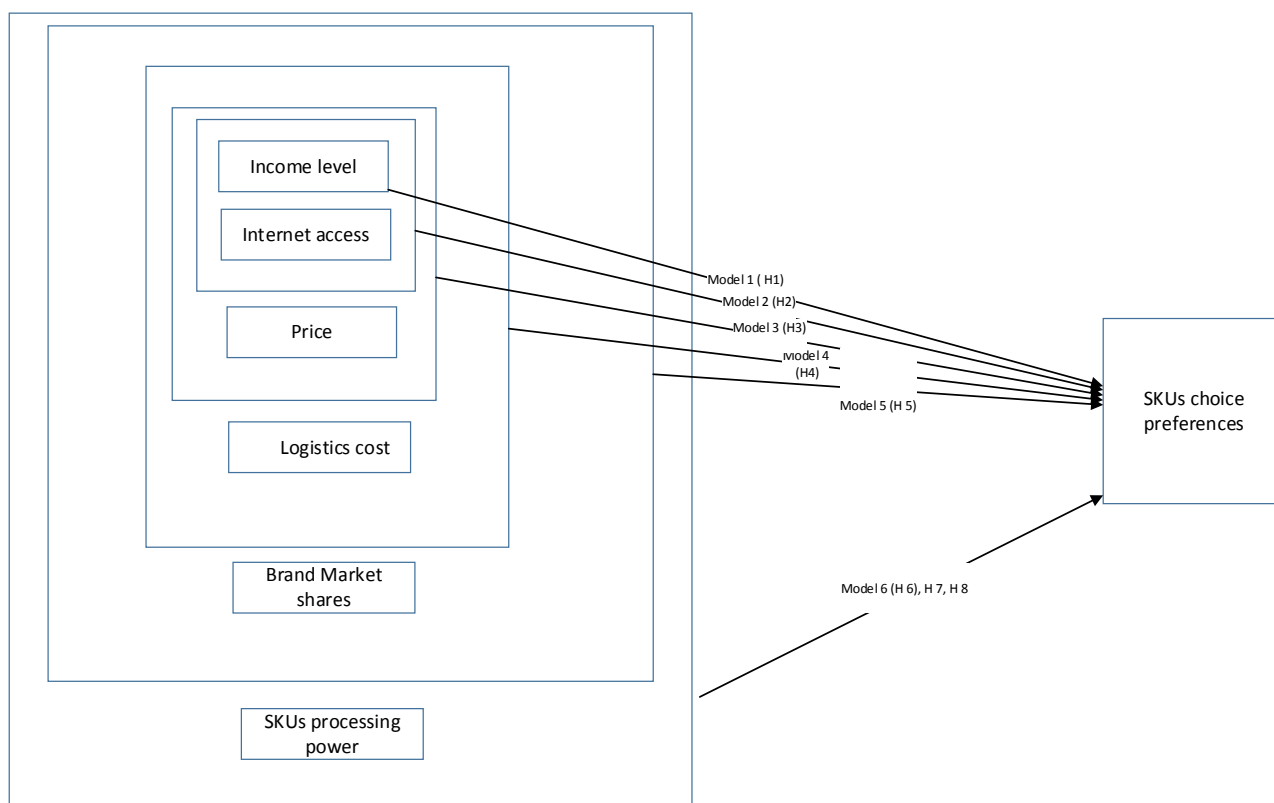 Income level
Internet access
Price
Logistics cost
Brand Market
shares
SKUs processing
power
Model 1 ( H1)
Model 2 (H2)
Model 3 (H3)
Model 4
(H4)
Model 5 (H 5)
Model 6 (H 6), H 7, H 8
SKUs choice
preferences